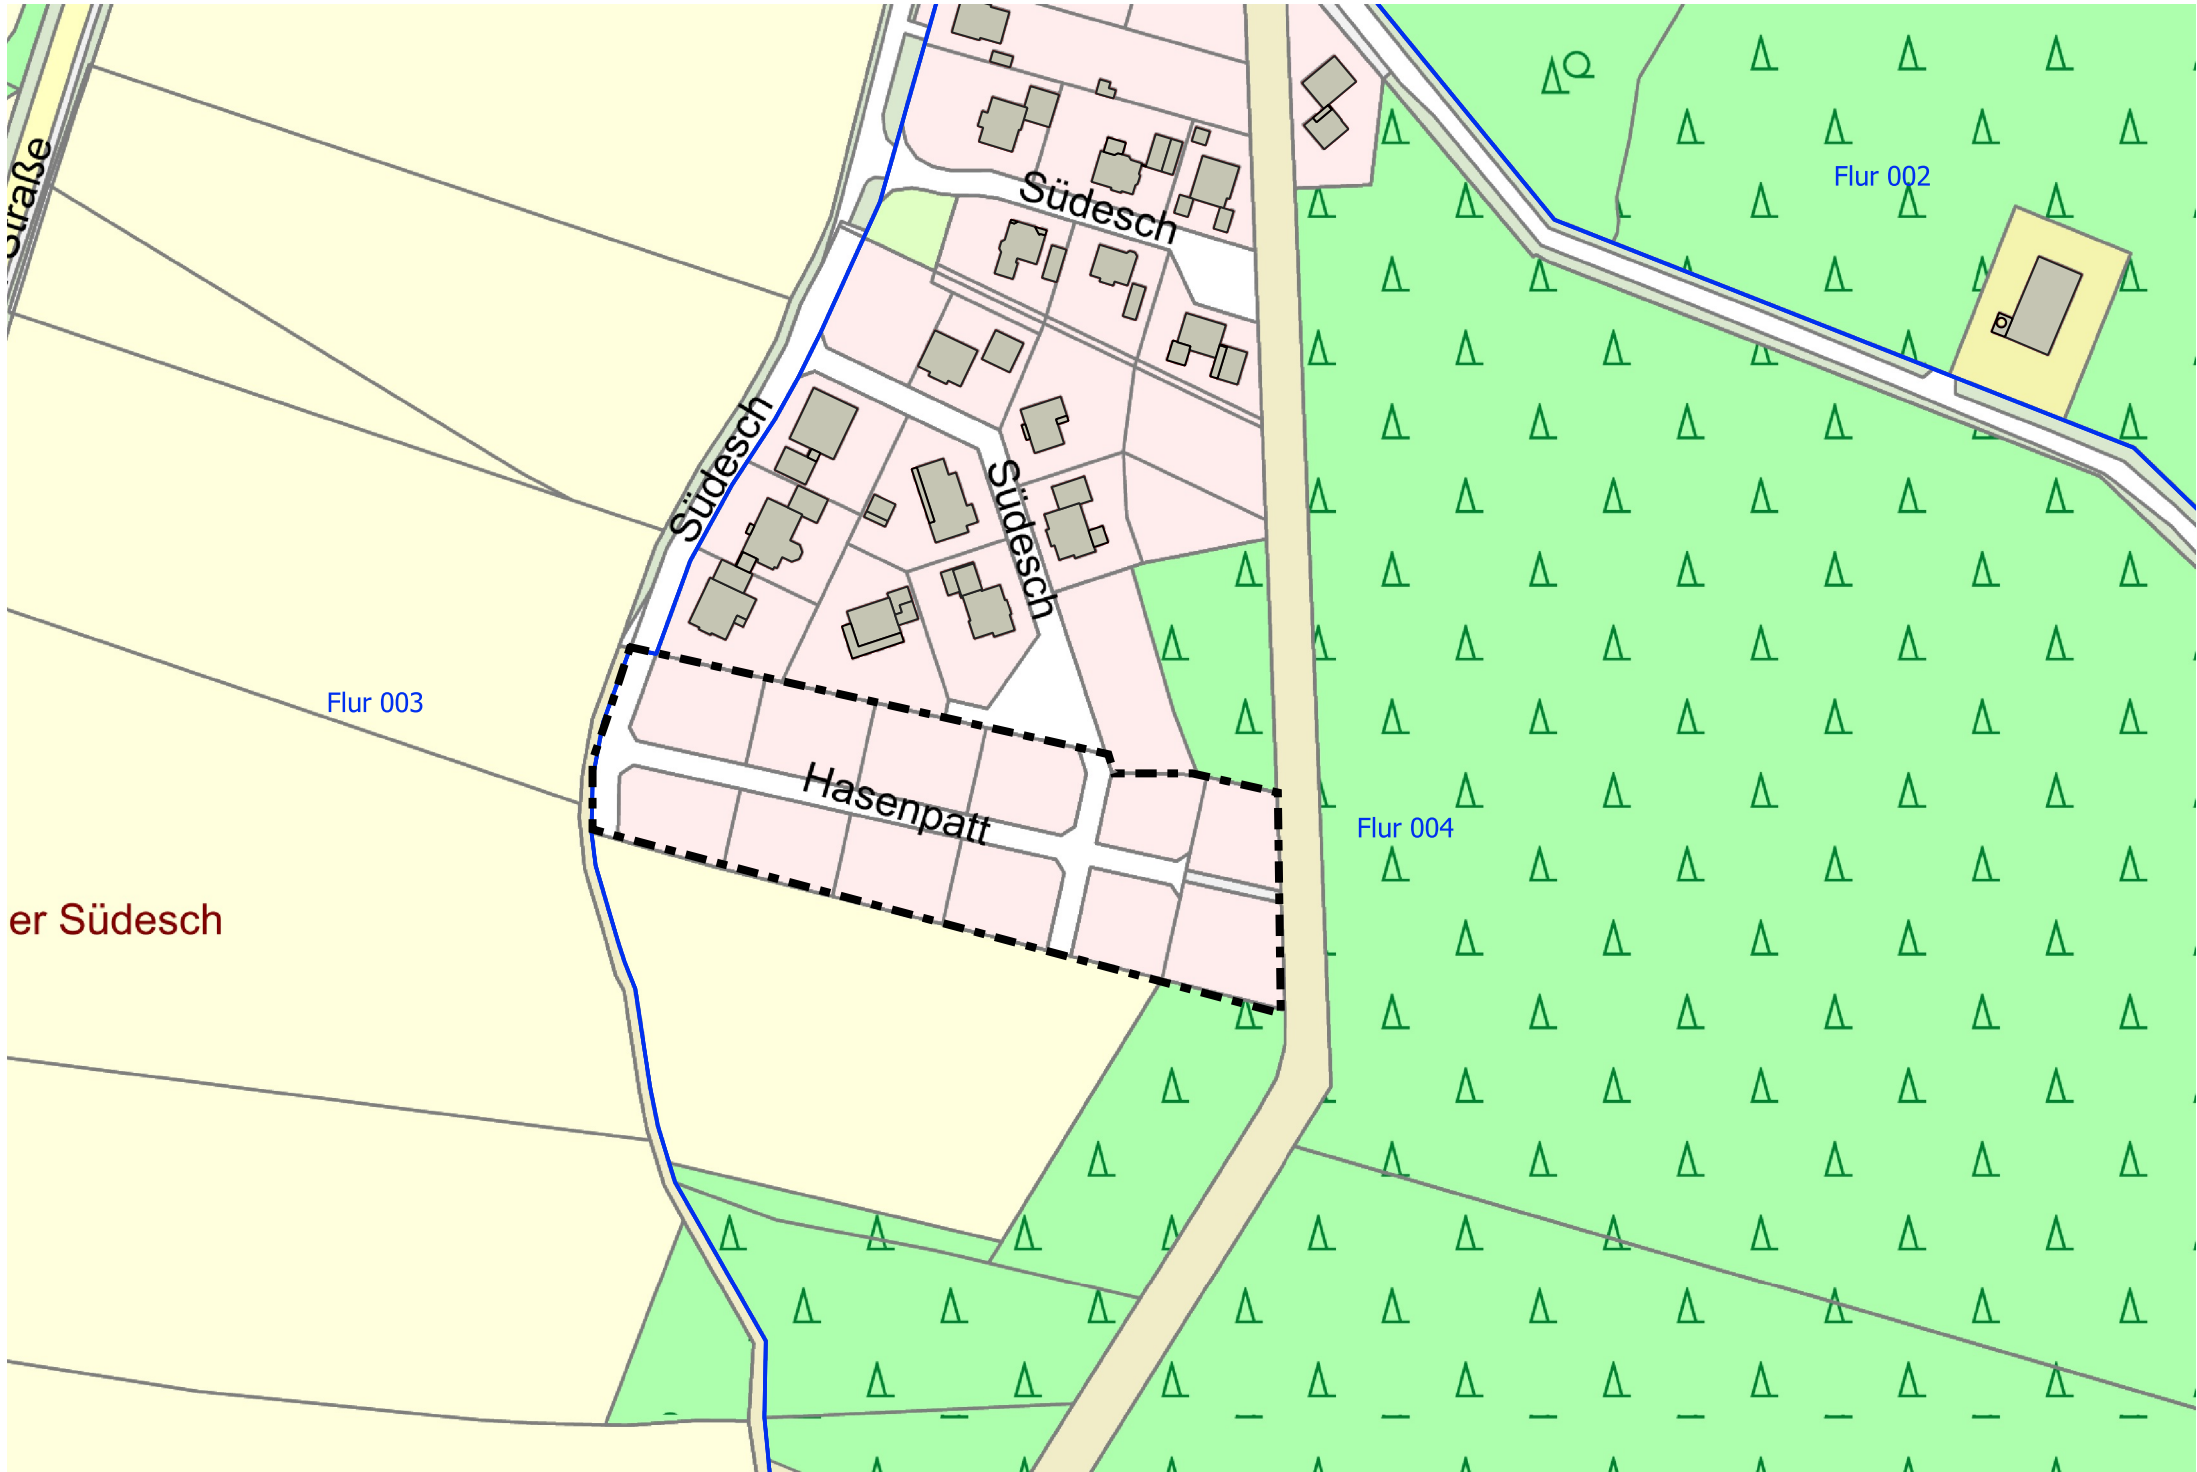 Straße
Südesch
Flur 002
Südesch
Südesch
Flur 003
Hasenpatt
Flur 004
er Südesch